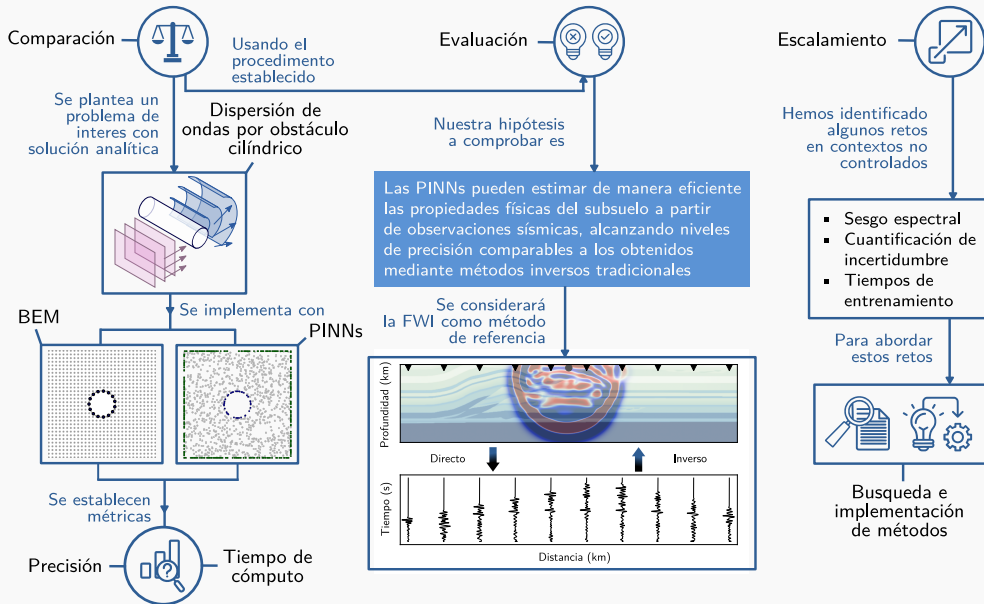 Comparación
Usando el
procedimento
establecido
Se plantea un
problema de
interes con
solución analítica
Dispersión de
ondas por obstáculo
cilíndrico
Se implementa con
BEM
PINNs
Se establecen
métricas
Precisión
Tiempo de
cómputo
Evaluación
Nuestra hipótesis
a comprobar es
Las PINNs pueden estimar de manera eficiente
las propiedades físicas del subsuelo a partir
de observaciones sísmicas, alcanzando niveles
de precisión comparables a los obtenidos
mediante métodos inversos tradicionales
Se considerará
la FWI como método
de referencia
Profundidad (km)
Directo
Inverso
Tiempo (s)
Distancia (km)
Escalamiento
Hemos identificado
algunos retos
en contextos no
controlados
▪ Sesgo espectral
▪ Cuantificación de
incertidumbre
▪ Tiempos de
entrenamiento
Para abordar
estos retos
Busqueda e
implementación
de métodos